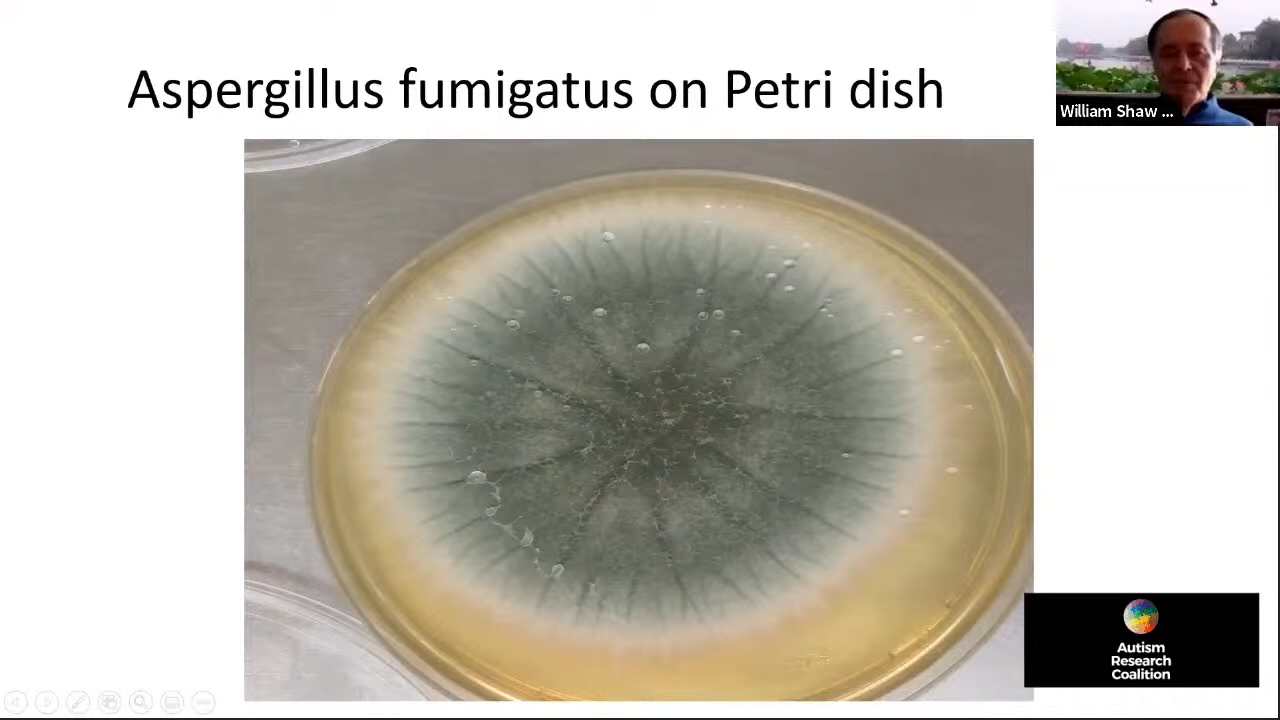 Aspergillus fumigatus on Petri dish
William Shaw ...
Autism
Research
Coalition